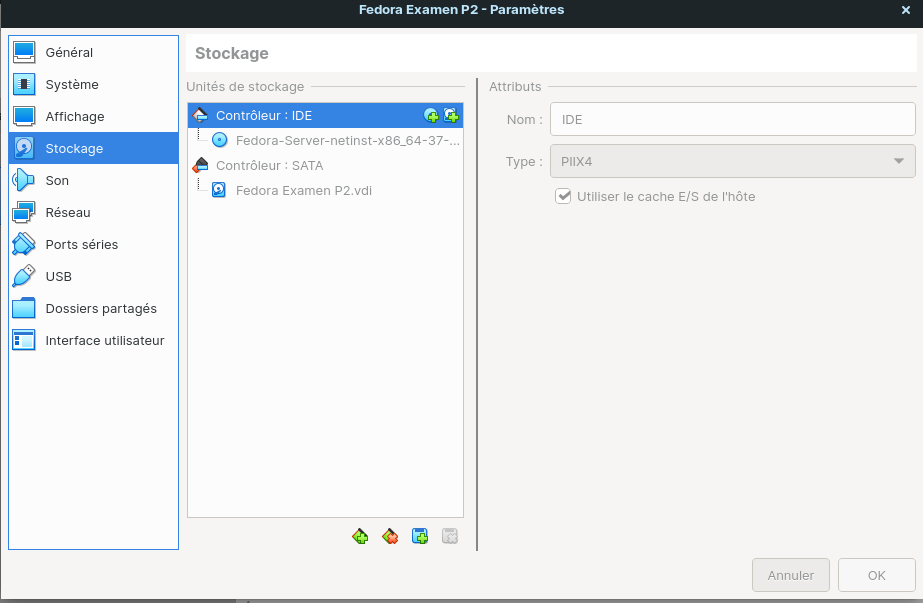 Fedora Examen P2 - Paramètres
Général
Système
Affichage
Stockage
Son
Réseau
Ports séries
USB
Dossiers partagés
Interface utilisateur
Stockage
Unités de stockage
Contrôleur : IDE
Fedora-Server-netinst-x86_64-37-...
Contrôleur : SATA
Fedora Examen P2.vdi
Attributs
Nom : IDE
Type : PIIX4
Utiliser le cache E/S de l'hôte
Annuler
OK